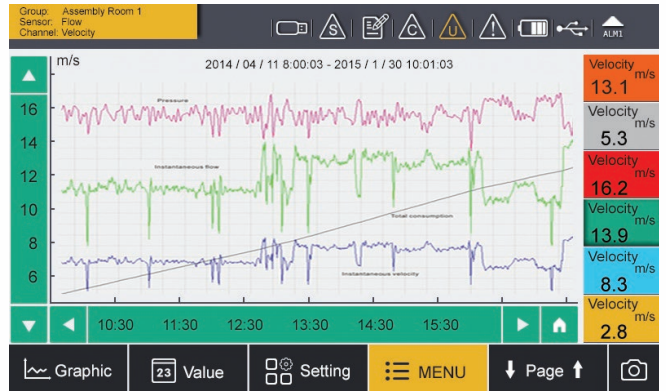 Group: Assembly Room 1
Sensor: Flow
Channel: Velocity
S
C
U
!
ALM1
m/s
2014 / 04 / 11 8:00:03 - 2015 / 1 / 30 10:01:03
16
14
12
10
8
6
Pressure
Instantaneous flow
Total consumption
Instantaneous velocity
10:30 11:30 12:30 13:30 14:30 15:30
Velocity
m/s
13.1
Velocity
m/s
5.3
Velocity
m/s
16.2
Velocity
m/s
13.9
Velocity
m/s
8.3
Velocity
m/s
2.8
Graphic
23 Value
Setting
MENU
Page